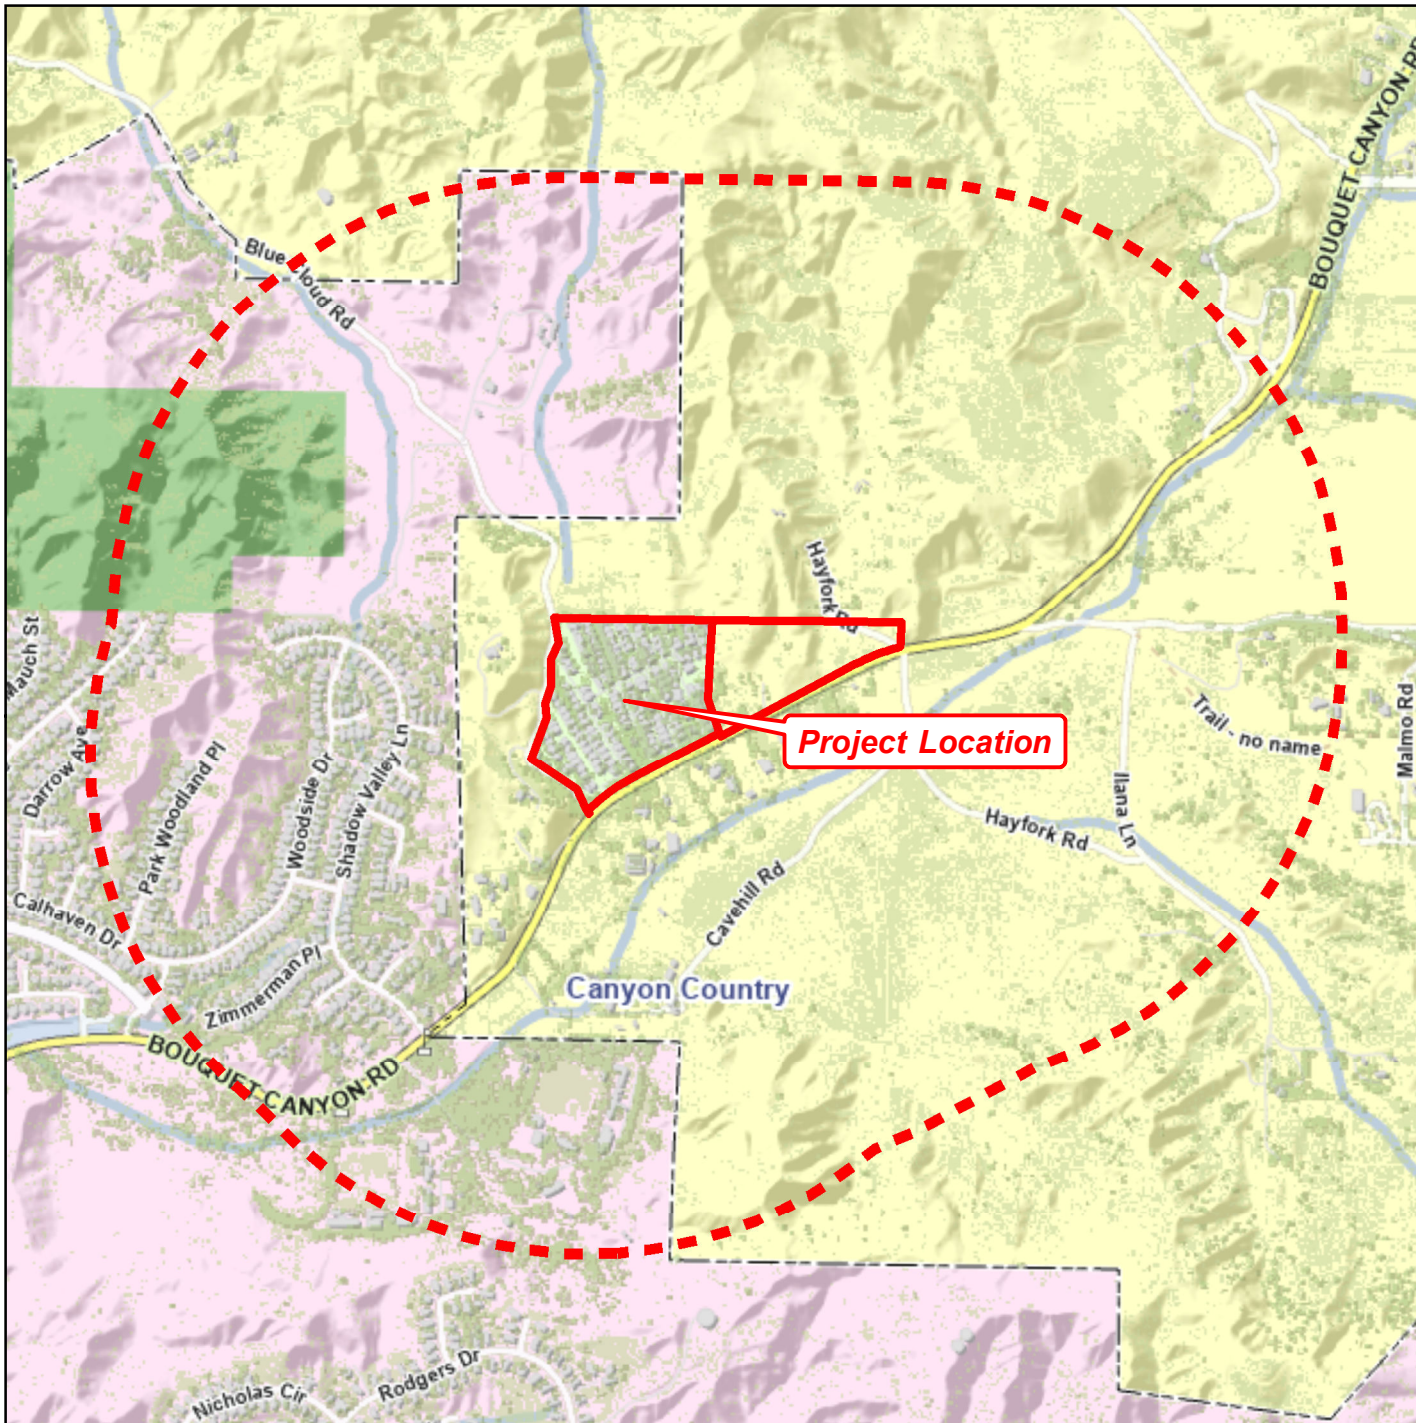 BOUQUET CANYON RD
Blue Cloud Rd
Hayfork Rd
Mauch St
Darrow Ave
Park Woodland Pl
Woodside Dr
Shadow Valley Ln
Project Location
Trail - no name
Malmo Rd
Ilana Ln
Hayfork Rd
Cavehill Rd
Calhaven Dr
Zimmerman Pl
Canyon Country
BOUQUET CANYON RD
Rodgers Dr
Nicholas Cir